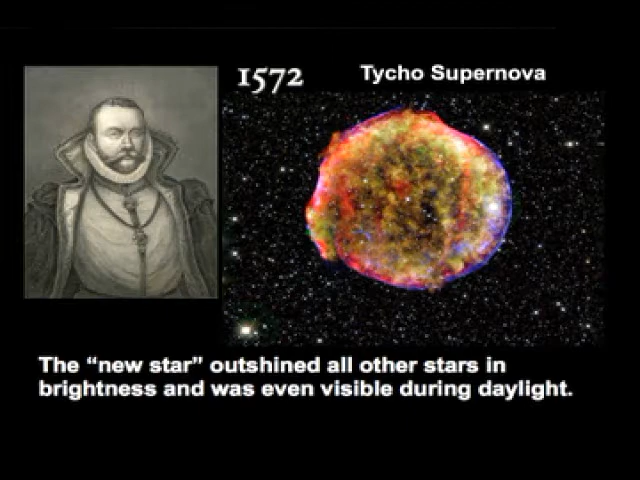 1572
Tycho Supernova
The “new star” outshined all other stars in
brightness and was even visible during daylight.